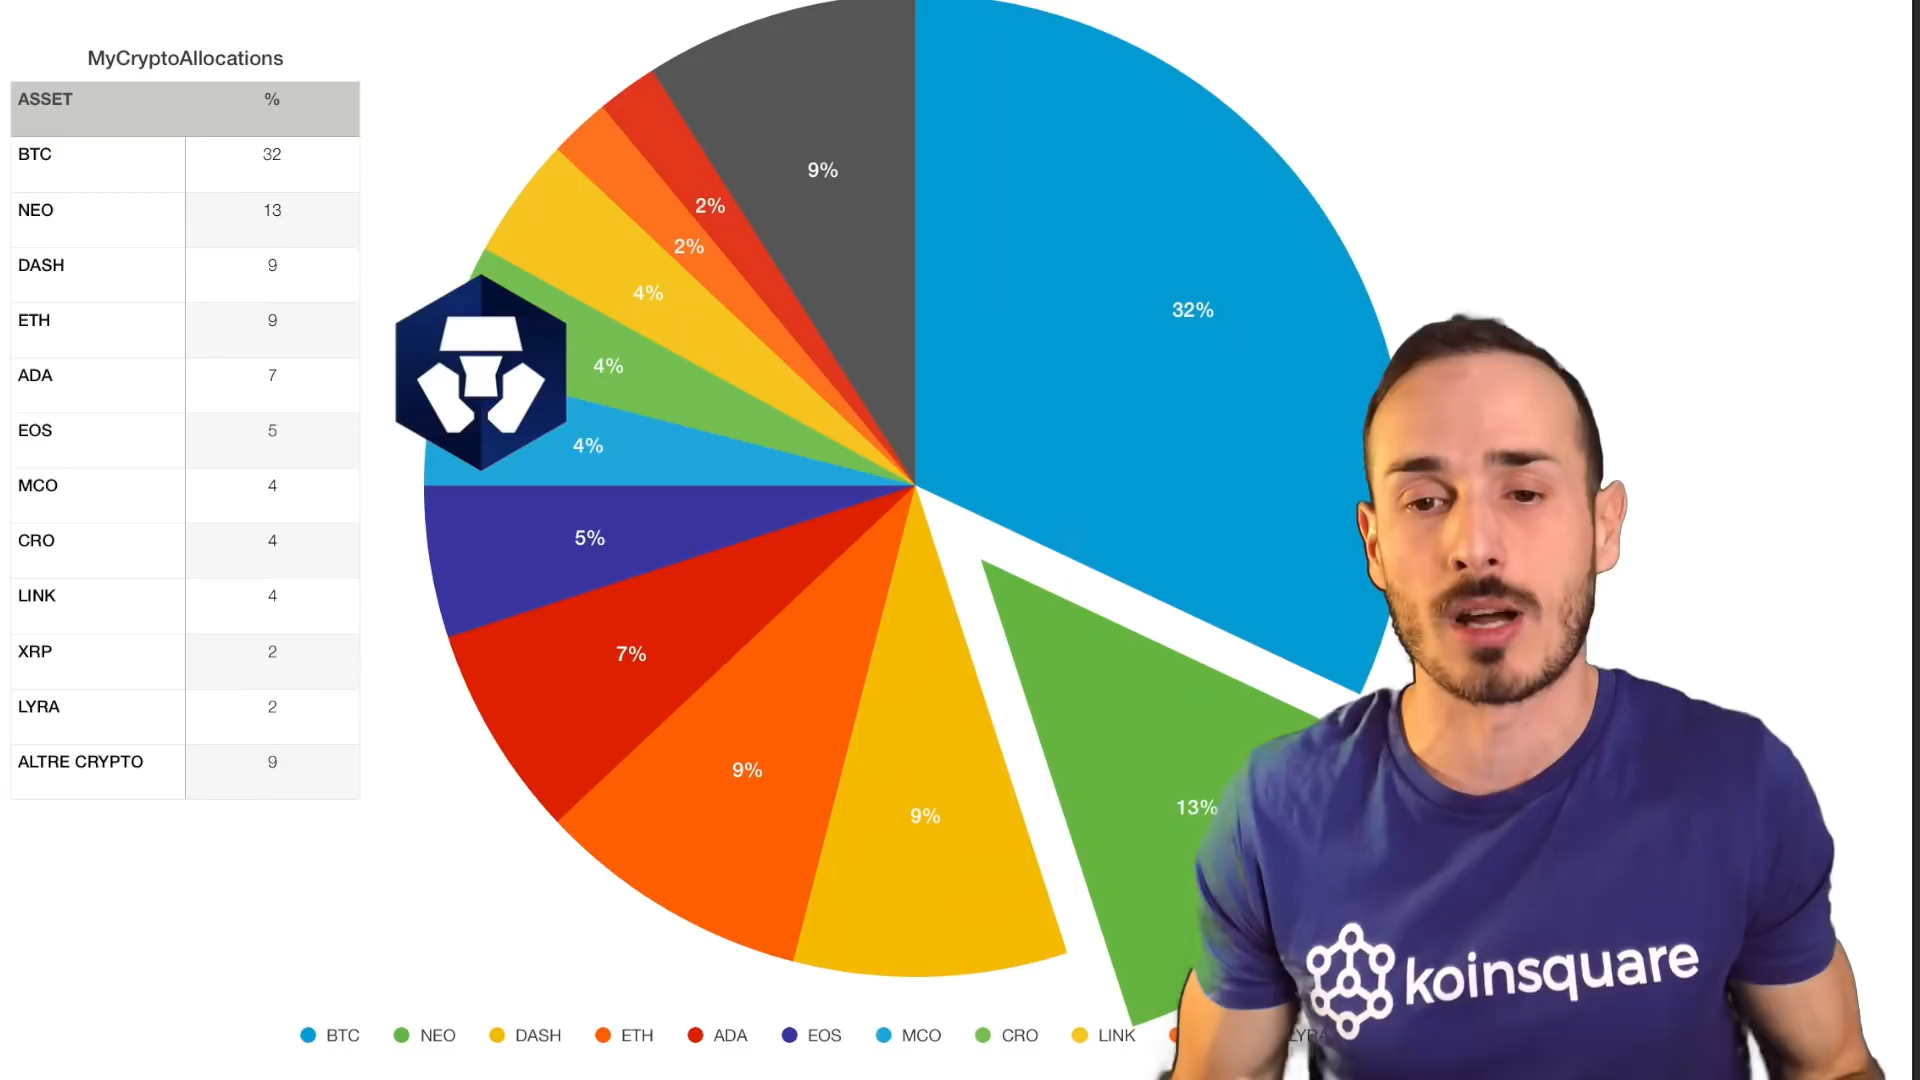 MyCryptoAllocations
ASSET %
BTC 32
NEO 13
DASH 9
ETH 9
ADA 7
EOS 5
MCO 4
CRO 4
LINK 4
XRP 2
LYRA 2
ALTRE CRYPTO 9
9%
32%
2%
2%
4%
4%
4%
5%
7%
9%
9%
13%
koinsquare
BTC NEO DASH ETH ADA EOS MCO CRO LINK LYRA